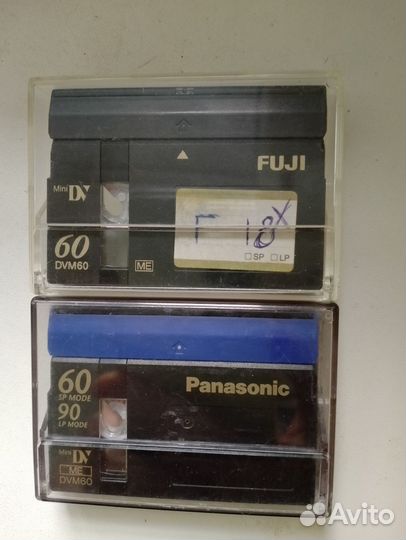 FUJI
Mini DV
60
DVM60
ME
Г 18x
SP LP
60
SP MODE
90
LP MODE
Panasonic
Mini DV
ME
DVM60
Avito